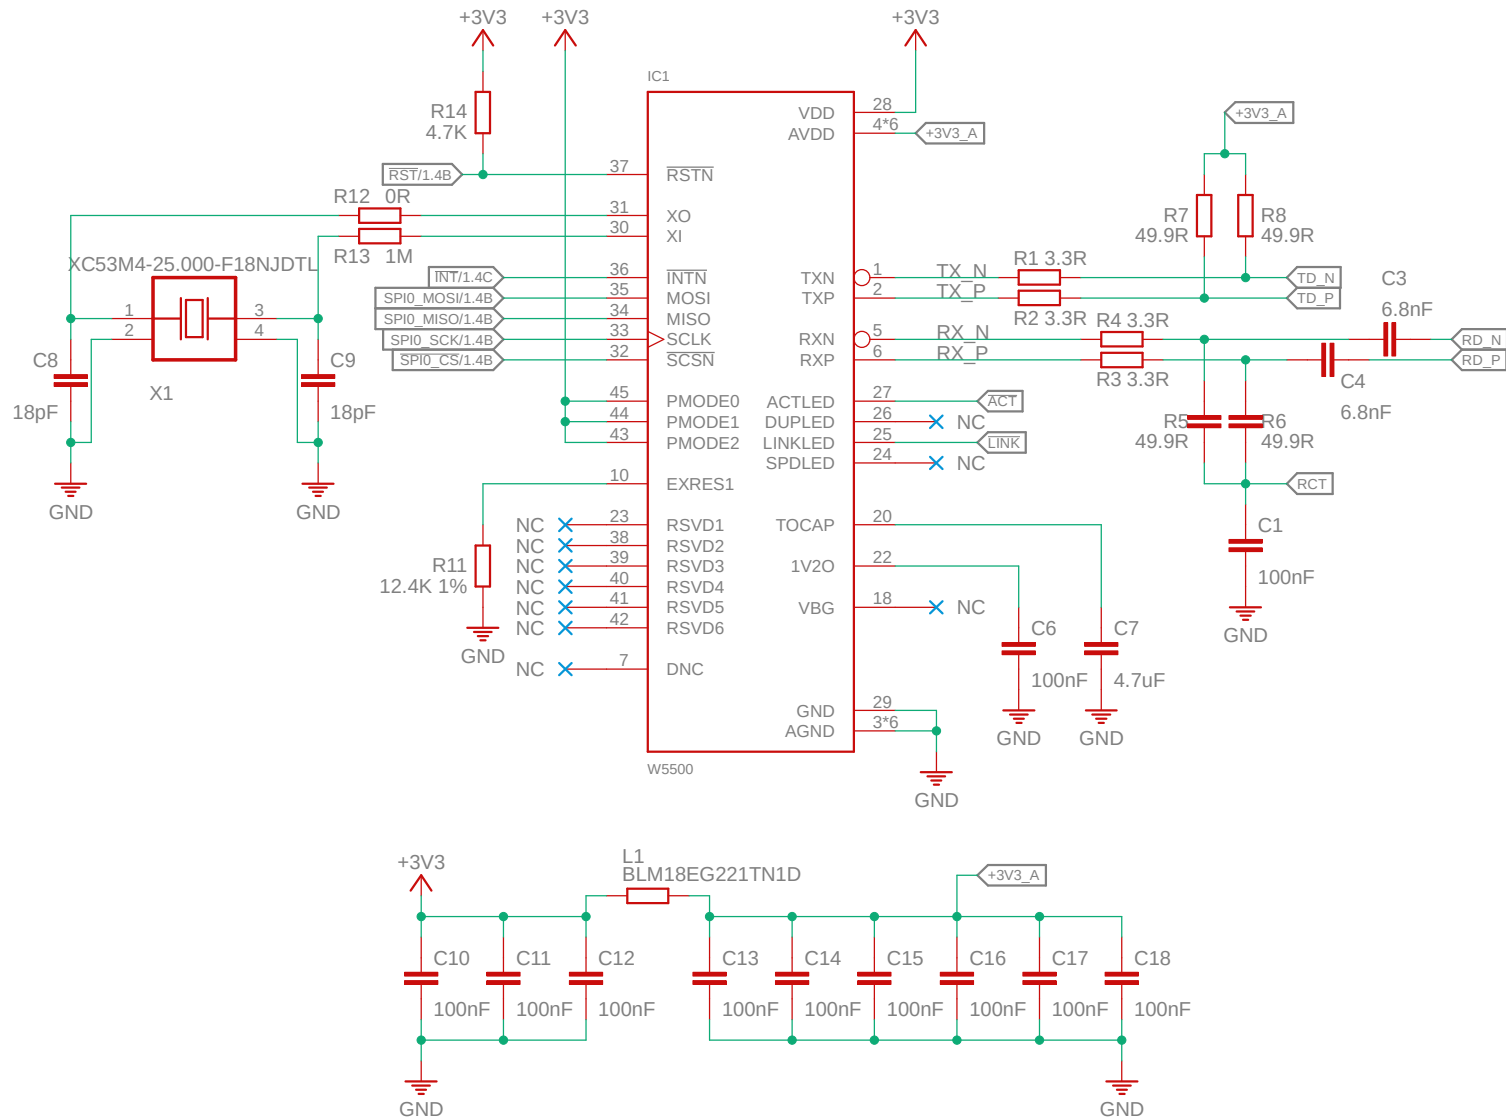 +3V3
+3V3
+3V3
IC1
R14
4.7K
VDD
28
AVDD
4*6
+3V3_A
+3V3_A
RST/1.4B
37
RSTN
R12 0R
31
XO
R13 1M
30
XI
XC53M4-25.000-F18NJDTL
1
2
3
4
X1
C8
18pF
C9
18pF
GND
GND
INT/1.4C
36
INTN
SPI0_MOSI/1.4B
35
MOSI
SPI0_MISO/1.4B
34
MISO
SPI0_SCK/1.4B
33
SCLK
SPI0_CS/1.4B
32
SCSN
45
PMODE0
44
PMODE1
43
PMODE2
10
EXRES1
R11
12.4K 1%
GND
NC
23
RSVD1
NC
38
RSVD2
NC
39
RSVD3
NC
40
RSVD4
NC
41
RSVD5
NC
42
RSVD6
NC
7
DNC
R7
49.9R
R8
49.9R
TXN
1
TX_N
R1 3.3R
TD_N
TXP
2
TX_P
R2 3.3R
TD_P
C3
6.8nF
RXN
5
RX_N
R4 3.3R
RD_N
RXP
6
RX_P
R3 3.3R
RD_P
C4
6.8nF
R5
49.9R
R6
49.9R
ACTLED
27
ACT
DUPLED
26
NC
LINKLED
25
LINK
SPDLED
24
NC
RCT
C1
100nF
GND
TOCAP
20
1V2O
22
VBG
18
NC
C6
100nF
GND
C7
4.7uF
GND
GND
29
AGND
3*6
GND
W5500
+3V3
L1
BLM18EG221TN1D
+3V3_A
C10
100nF
C11
100nF
C12
100nF
C13
100nF
C14
100nF
C15
100nF
C16
100nF
C17
100nF
C18
100nF
GND
GND